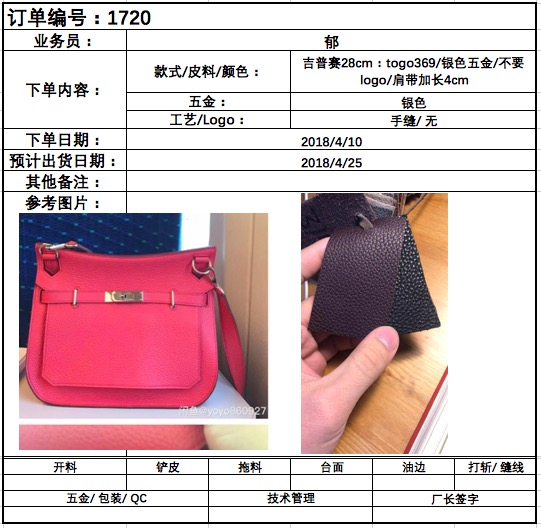 订单编号：1720
业务员： 郁
下单内容：
款式/皮料/颜色： 吉普赛28cm：togo369/银色五金/不要
logo/肩带加长4cm
五金： 银色
工艺/Logo： 手缝/ 无
下单日期： 2018/4/10
预计出货日期： 2018/4/25
其他备注：
参考图片：
闲鱼@yoyo960927
开料 铲皮 拖料 台面 油边 打斩/ 缝线
五金/ 包装/ QC 技术管理 厂长签字